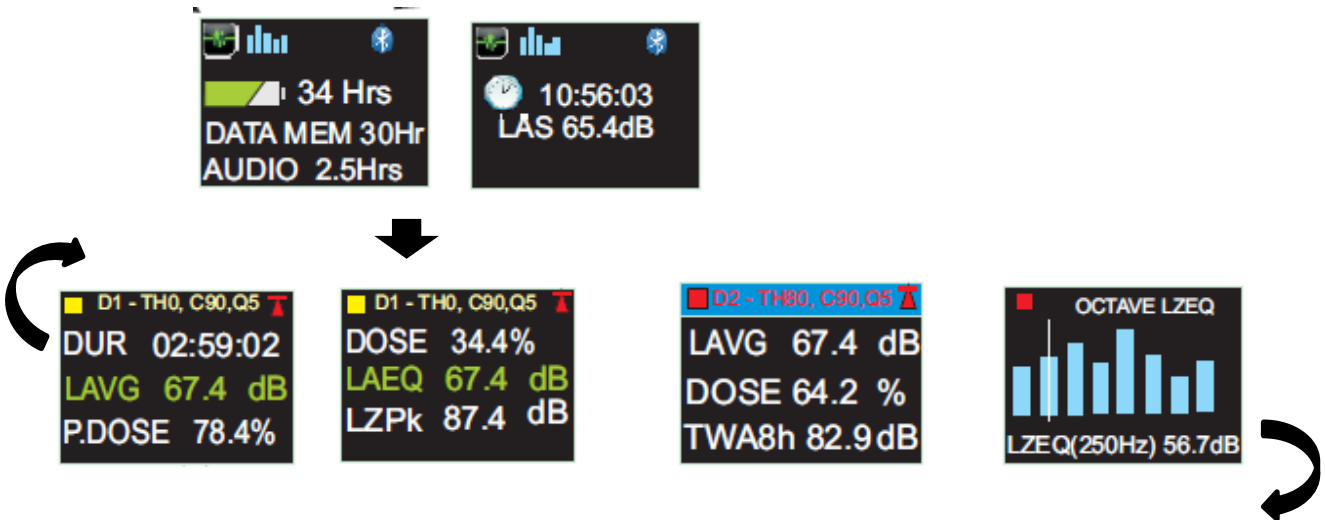 34 Hrs
DATA MEM 30Hr
AUDIO 2.5Hrs
10:56:03
LAS 65.4dB
D1 - TH0, C90,Q5
DUR 02:59:02
LAVG 67.4 dB
P.DOSE 78.4%
D1 - TH0, C90,Q5
DOSE 34.4%
LAEQ 67.4 dB
LZPk 87.4 dB
D2 - TH80, C90,Q5
LAVG 67.4 dB
DOSE 64.2 %
TWA8h 82.9 dB
OCTAVE LZEQ
LZEQ(250Hz) 56.7dB